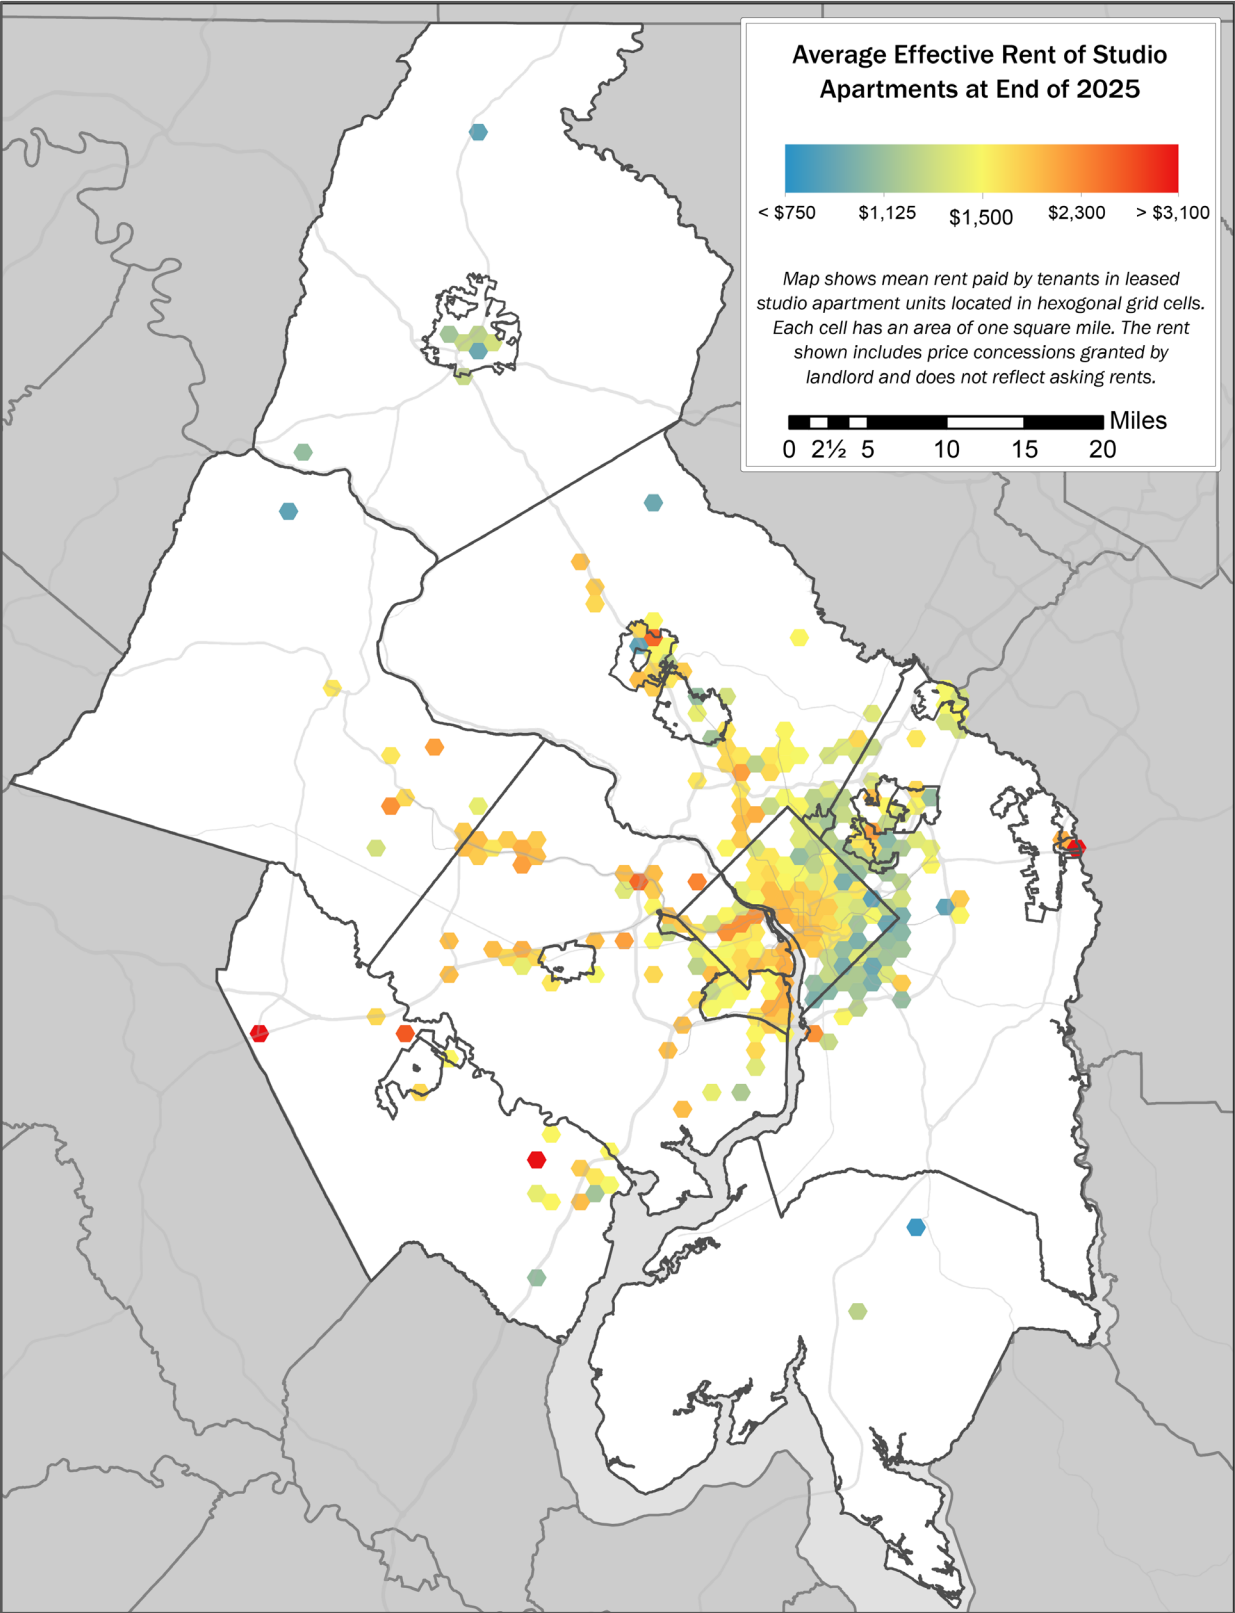 Average Effective Rent of Studio
Apartments at End of 2025
< $750 $1,125 $1,500 $2,300 > $3,100
Map shows mean rent paid by tenants in leased
studio apartment units located in hexogonal grid cells.
Each cell has an area of one square mile. The rent
shown includes price concessions granted by
landlord and does not reflect asking rents.
Miles
0 2½ 5 10 15 20